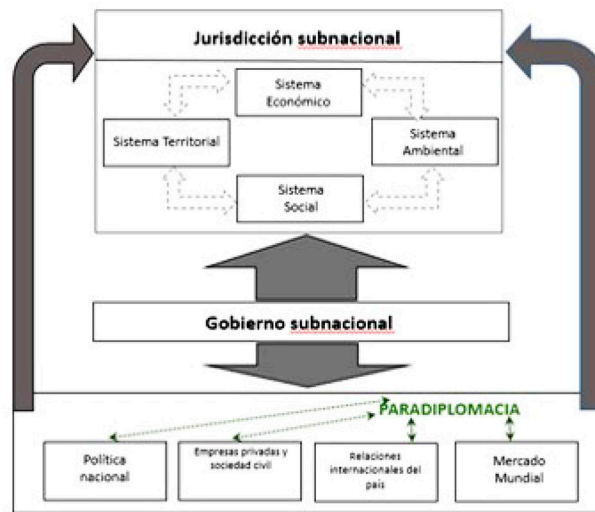 Jurisdicción subnacional
Sistema
Económico
Sistema Territorial
Sistema
Ambiental
Sistema
Social
Gobierno subnacional
PARADIPLOMACIA
Política
nacional
Empresas privadas y
sociedad civil
Relaciones
internacionales del
país
Mercado
Mundial